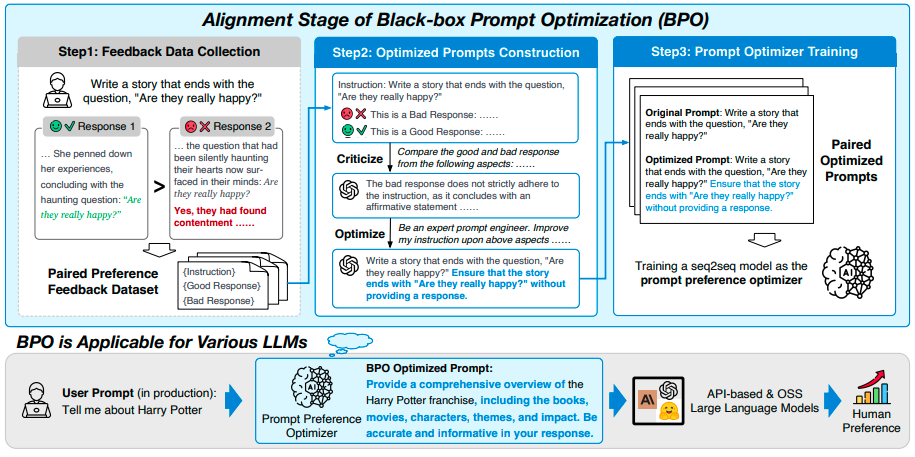 Alignment Stage of Black-box Prompt Optimization (BPO)
Step1: Feedback Data Collection
Write a story that ends with the
question, "Are they really happy?"
Response 1
… She penned down
her experiences,
concluding with the
haunting question: "Are
they really happy?"
>
Response 2
… the question that had
been silently haunting
their hearts now sur-
faced in their minds: Are
they really happy?
Yes, they had found
contentment ……
Paired Preference
Feedback Dataset
{Instruction}
{Good Response}
{Bad Response}
Step2: Optimized Prompts Construction
Instruction: Write a story that ends with the question,
"Are they really happy?"
This is a Bad Response: ……
This is a Good Response: ……
Criticize
Compare the good and bad response
from the following aspects: ……
The bad response does not strictly adhere to
the instruction, as it concludes with an
affirmative statement ……
Optimize
Be an expert prompt engineer. Improve
my instruction upon above aspects ……
Write a story that ends with the question, "Are
they really happy?" Ensure that the story
ends with "Are they really happy?" without
providing a response.
Step3: Prompt Optimizer Training
Original Prompt: Write a story that
ends with the question, "Are they
really happy?"
Optimized Prompt: Write a story
that ends with the question, "Are
they really happy?" Ensure that the story
ends with "Are they really happy?"
without providing a response.
Paired
Optimized
Prompts
Training a seq2seq model as the
prompt preference optimizer
AI
BPO is Applicable for Various LLMs
User Prompt (in production):
Tell me about Harry Potter
AI
Prompt Preference
Optimizer
BPO Optimized Prompt:
Provide a comprehensive overview of the
Harry Potter franchise, including the books,
movies, characters, themes, and impact. Be
accurate and informative in your response.
A\
API-based & OSS
Large Language Models
Human
Preference